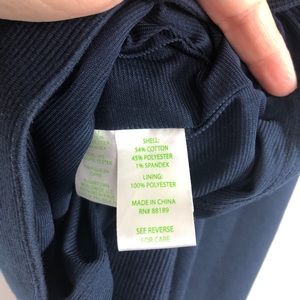 SHELL:
54% COTTON
45% POLYESTER
1% SPANDEX
LINING:
100% POLYESTER
MADE IN CHINA
RN# 88189
SEE REVERSE
FOR CARE